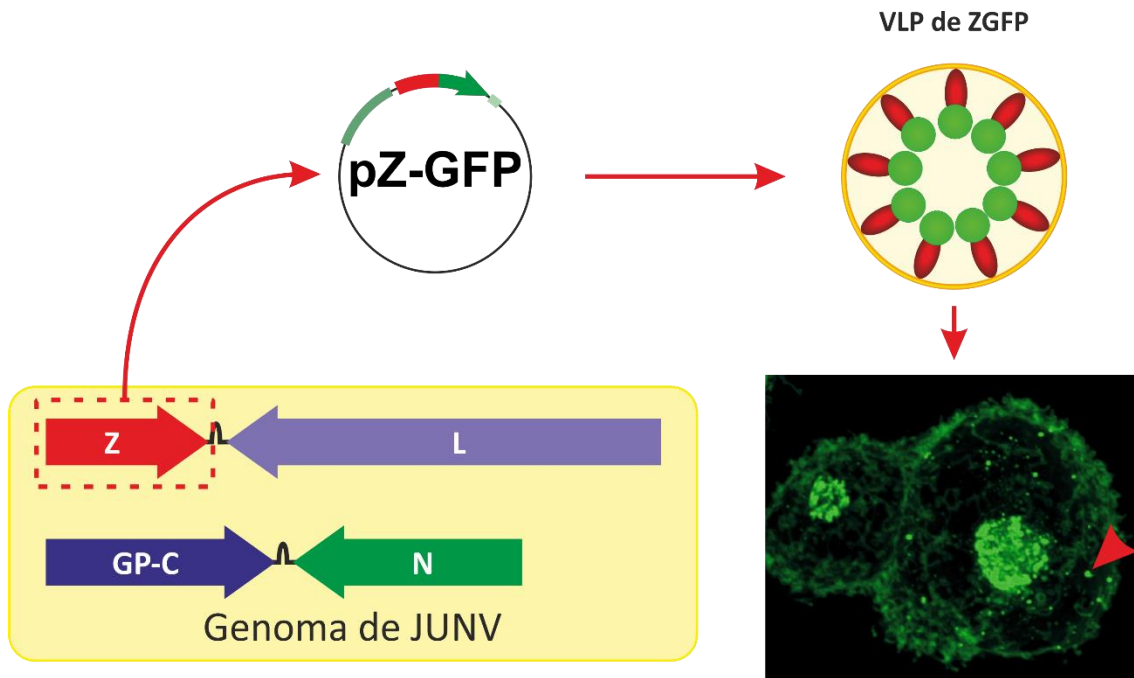 VLP de ZGFP
pZ-GFP
Z
L
GP-C
N
Genoma de JUNV